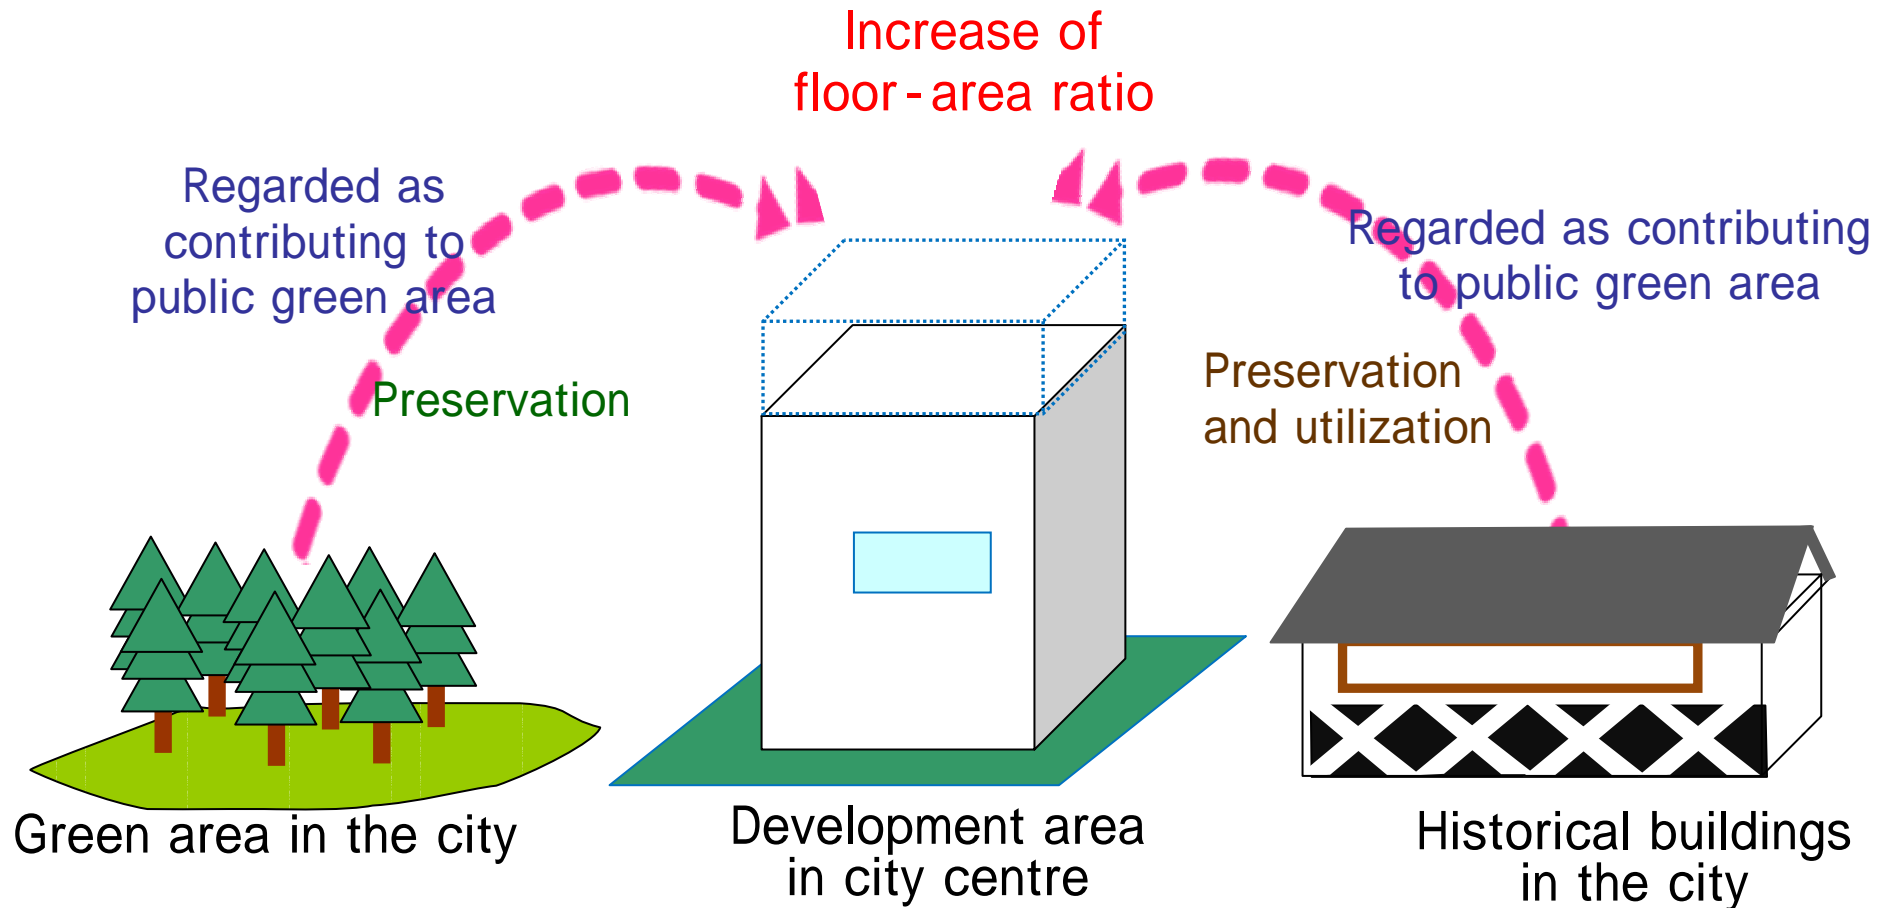 Increase of
floor-area ratio
Regarded as
contributing to
public green area
Regarded as contributing
to public green area
Preservation
Preservation
and utilization
Green area in the city
Development area
in city centre
Historical buildings
in the city